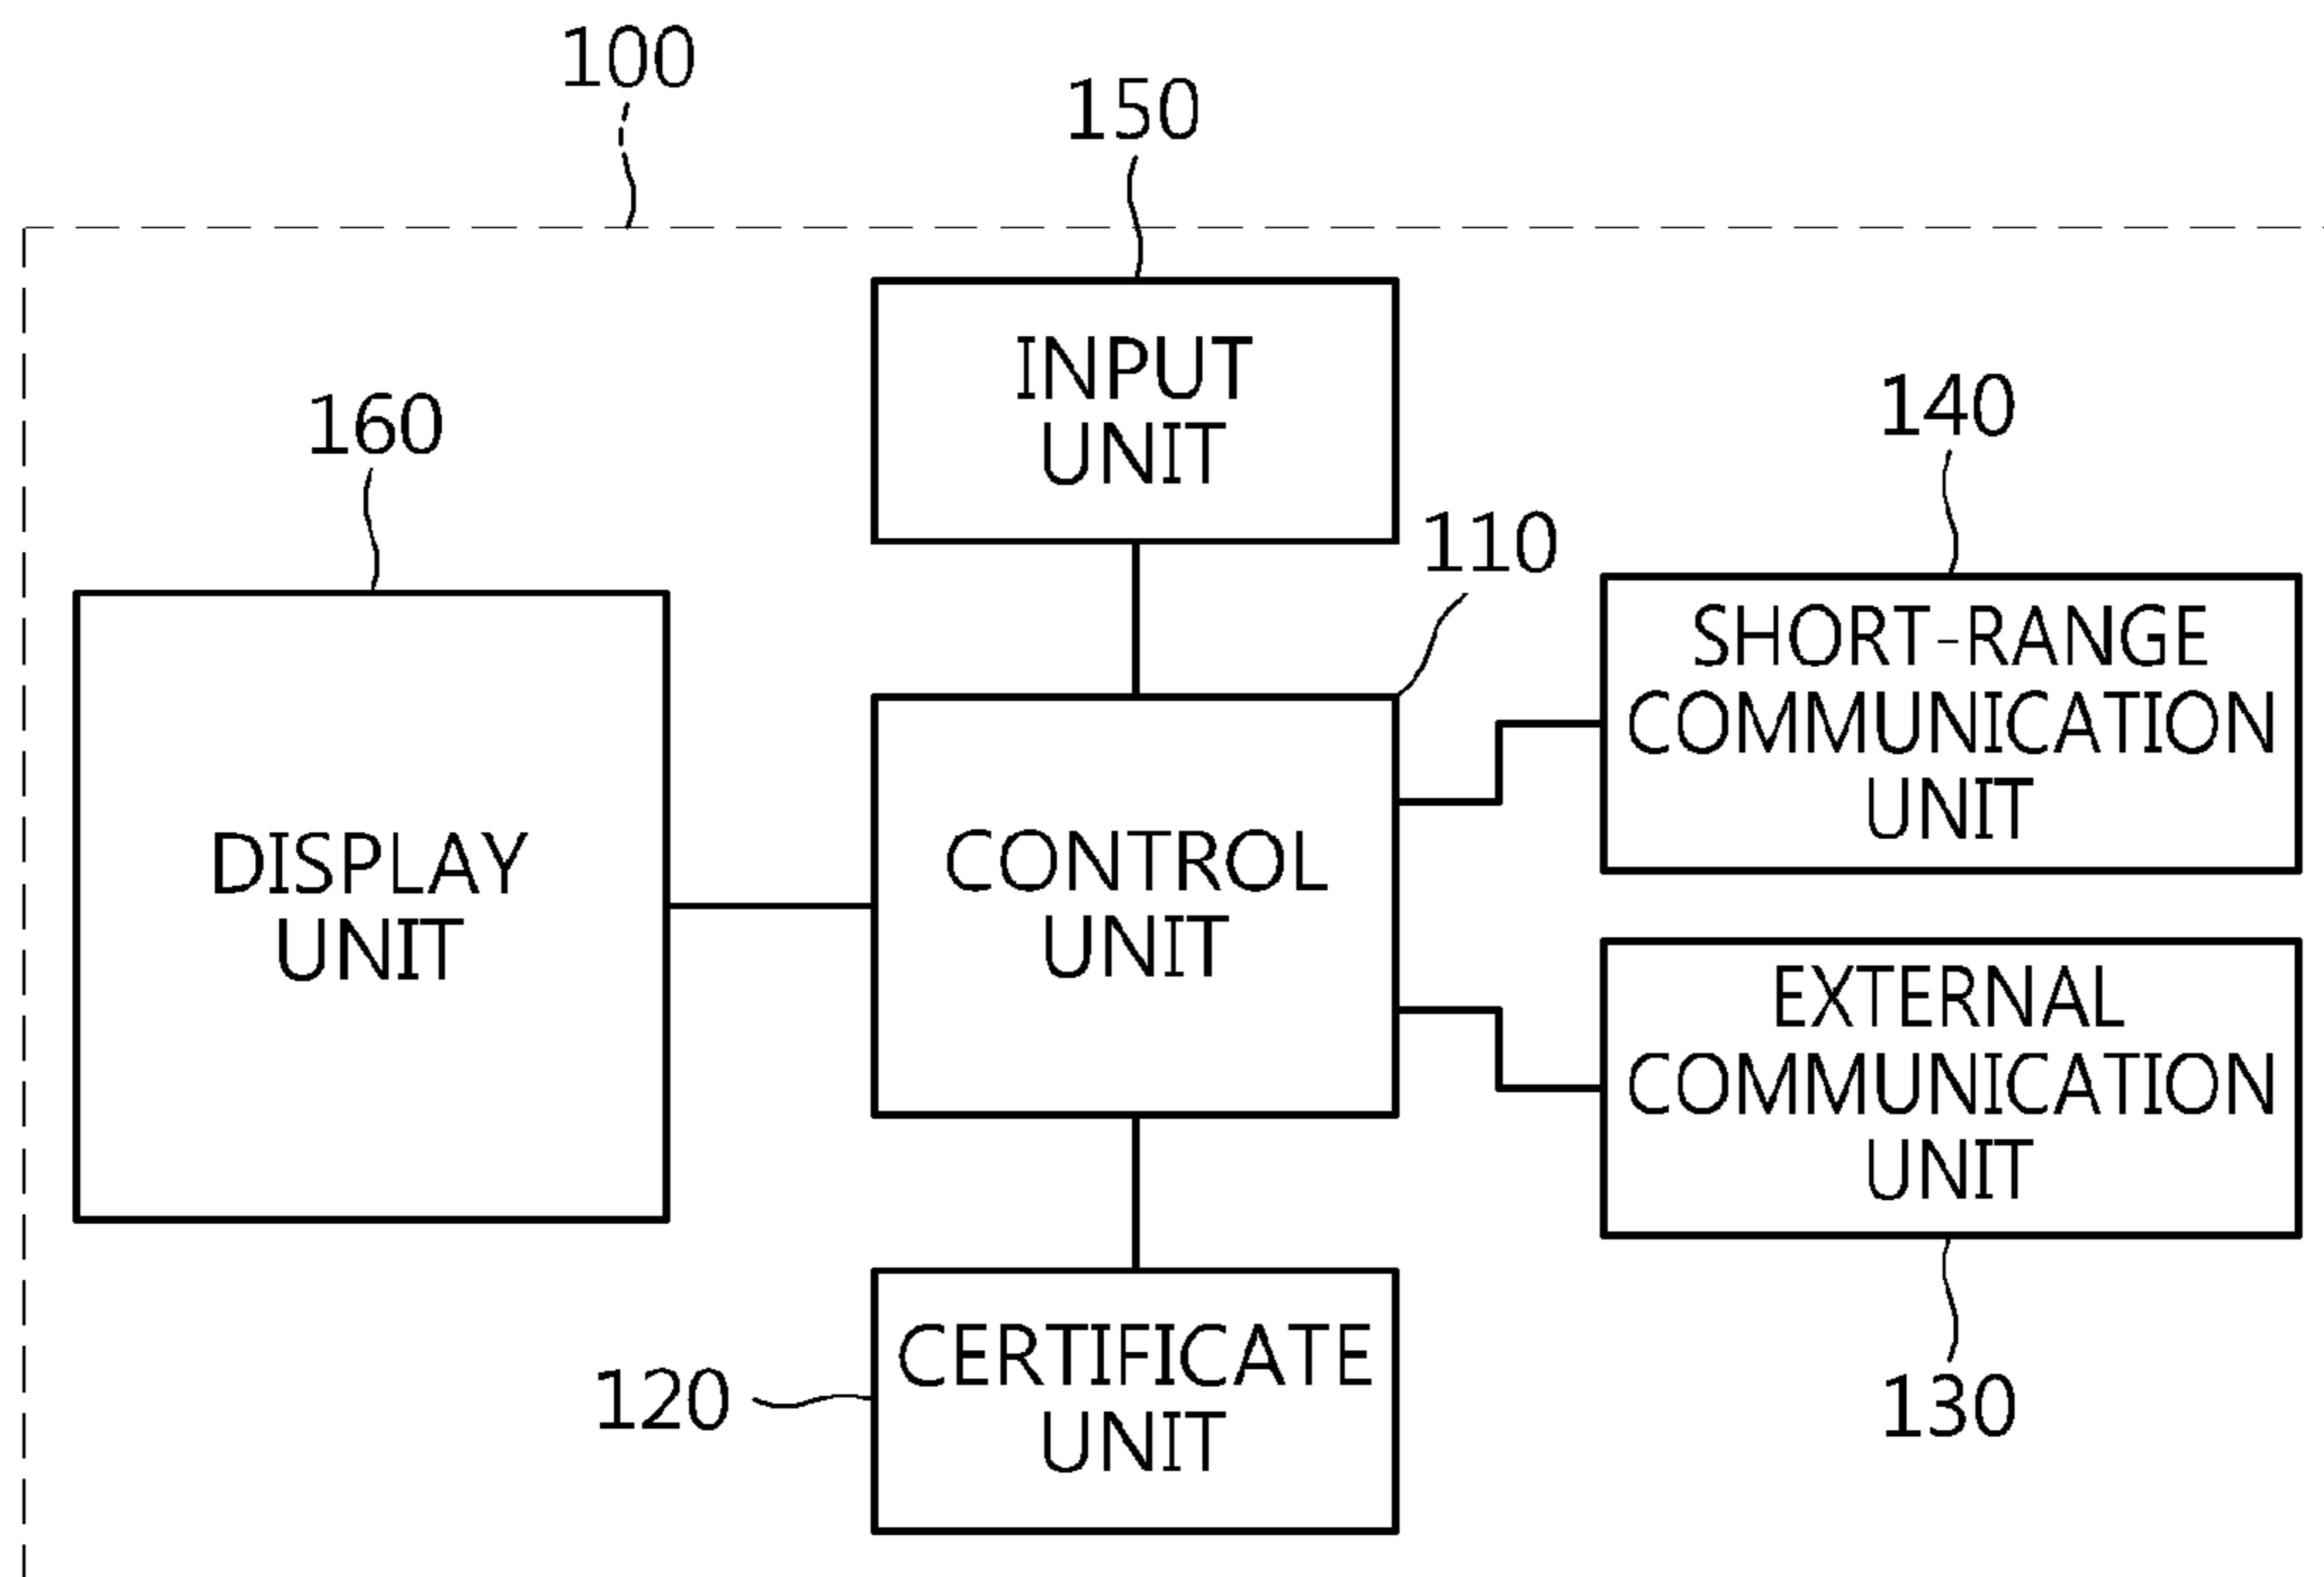 100
150
INPUT
UNIT
160
140
110
SHORT-RANGE
COMMUNICATION
UNIT
DISPLAY
UNIT
CONTROL
UNIT
EXTERNAL
COMMUNICATION
UNIT
CERTIFICATE
UNIT
120
130